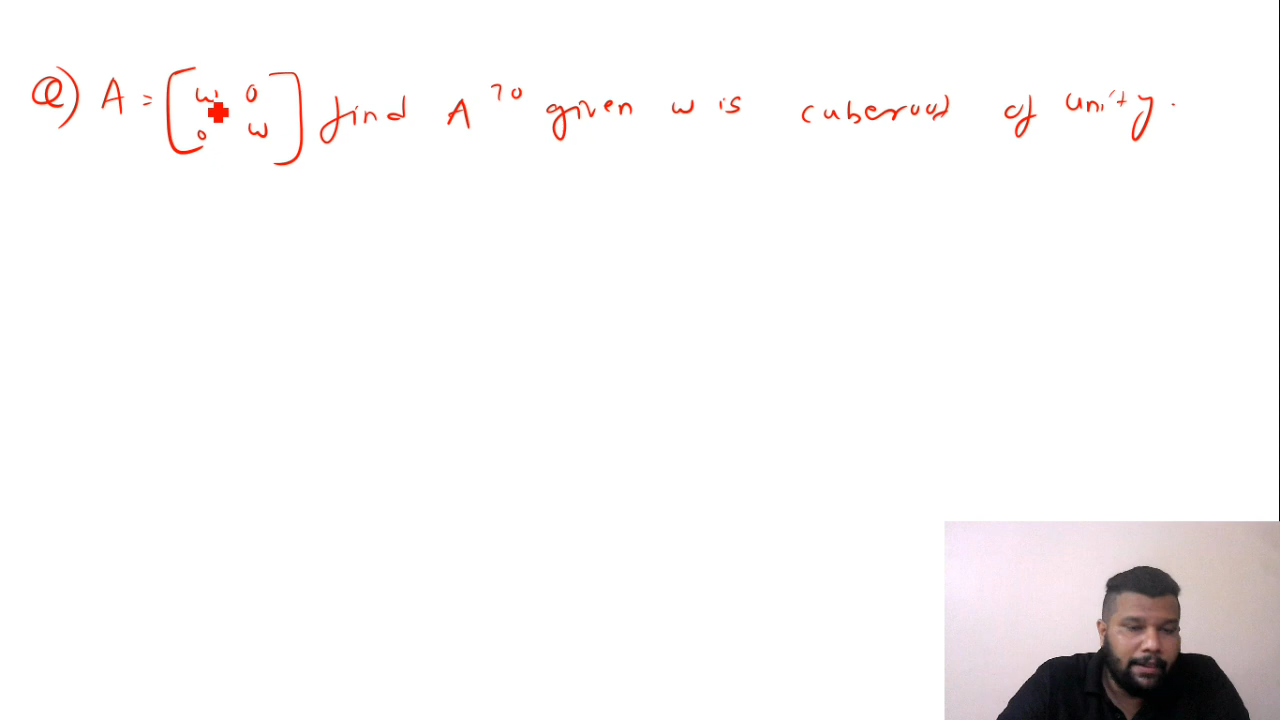 Q) A = [ω 0 0 ω] find A^70 given ω is cuberoot of unity.